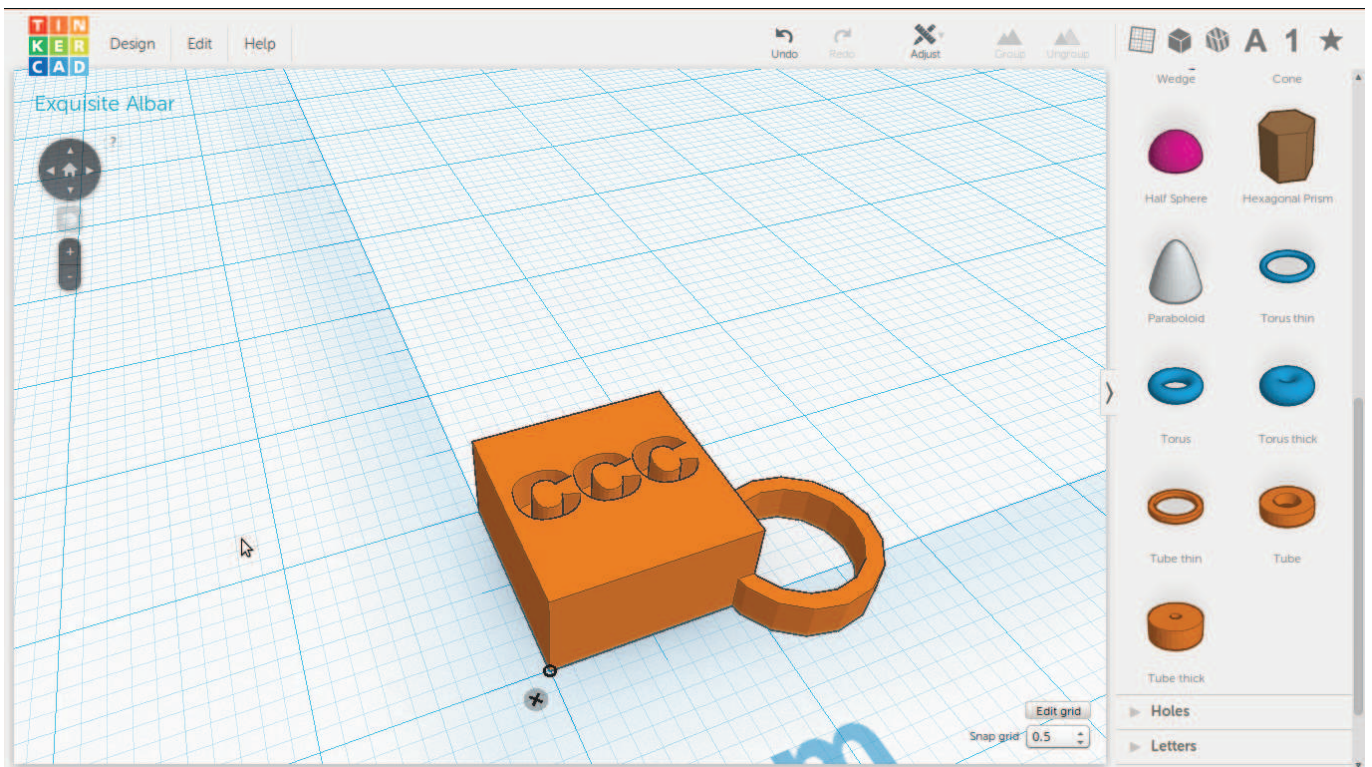 TIN
KER
CAD
Design
Edit
Help
Undo
Redo
Adjust
Group
Ungroup
A 1
Exquisite Albar
?
Wedge
Cone
Half Sphere
Hexagonal Prism
Paraboloid
Torus thin
Torus
Torus thick
Tube thin
Tube
Tube thick
Holes
Letters
CCC
Edit grid
Snap grid 0.5